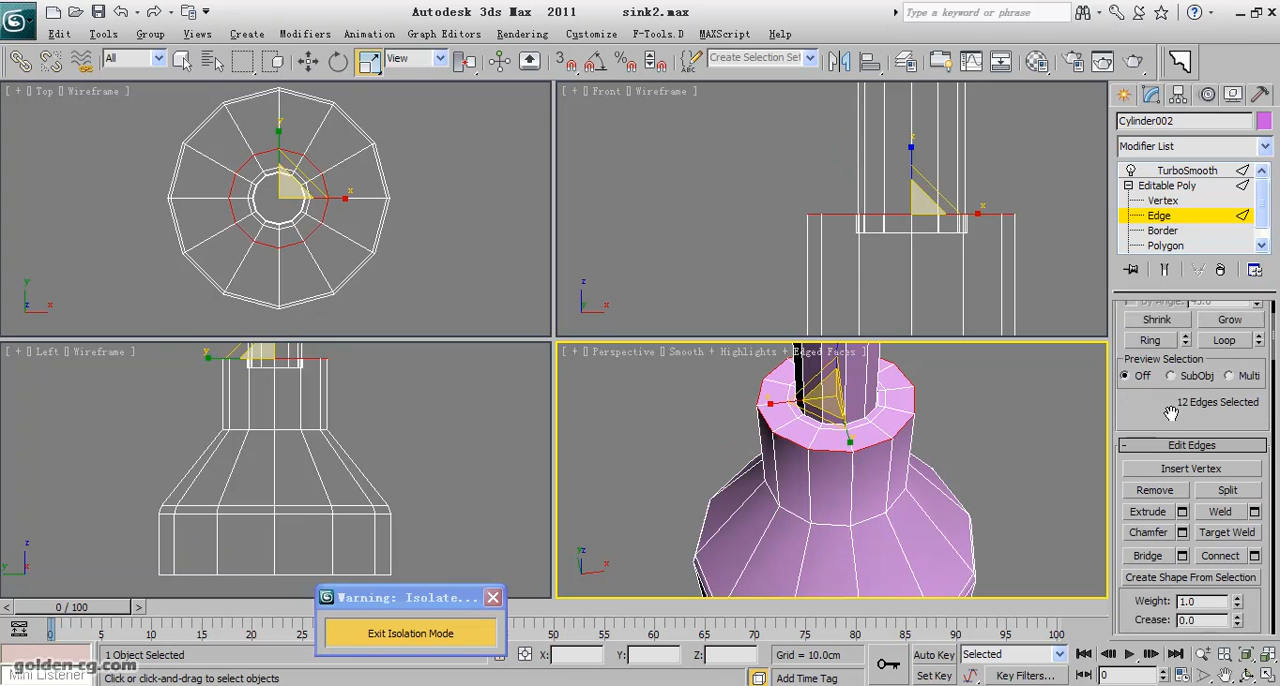 Autodesk 3ds Max 2011 sink2.max
Type a keyword or phrase
Edit Tools Group Views Create Modifiers Animation Graph Editors Rendering Customize F-Tools.D MAXScript Help
All View Create Selection Set
[ + [] Top [] Wireframe ]
[ + [] Front [] Wireframe ]
Cylinder002
Modifier List
TurboSmooth
Editable Poly
Vertex
Edge
Border
Polygon
By Angle: 45.0
Shrink Grow
Ring Loop
[ + [] Left [] Wireframe ]
[ + [] Perspective [] Smooth + Highlights + Edged Faces ]
Preview Selection
Off SubObj Multi
12 Edges Selected
Edit Edges
Insert Vertex
Remove Split
Extrude Weld
Chamfer Target Weld
Bridge Connect
Create Shape From Selection
Weight: 1.0
Crease: 0.0
Warning: Isolate...
Exit Isolation Mode
0 / 100
0 5 10 15 20 25 50 55 60 65 70 75 80 85 90 95 100
1 Object Selected X: Y: Z: Grid = 10.0cm Auto Key Selected
golden-cg.com
Mini Listener Click or click-and-drag to select objects Add Time Tag Set Key Key Filters... 0